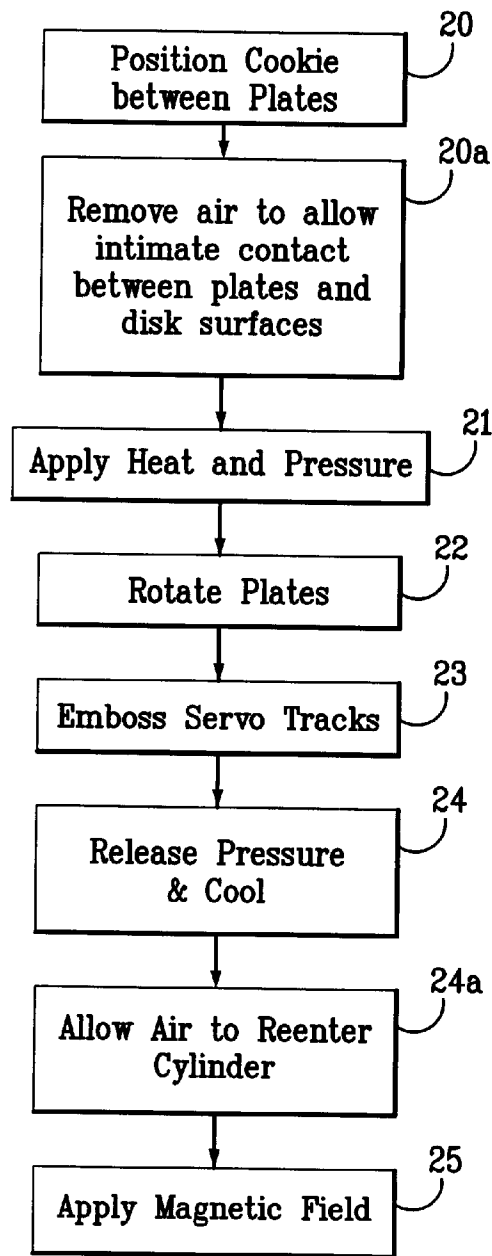 20
Position Cookie
between Plates
20a
Remove air to allow
intimate contact
between plates and
disk surfaces
21
Apply Heat and Pressure
22
Rotate Plates
23
Emboss Servo Tracks
24
Release Pressure
& Cool
24a
Allow Air to Reenter
Cylinder
25
Apply Magnetic Field